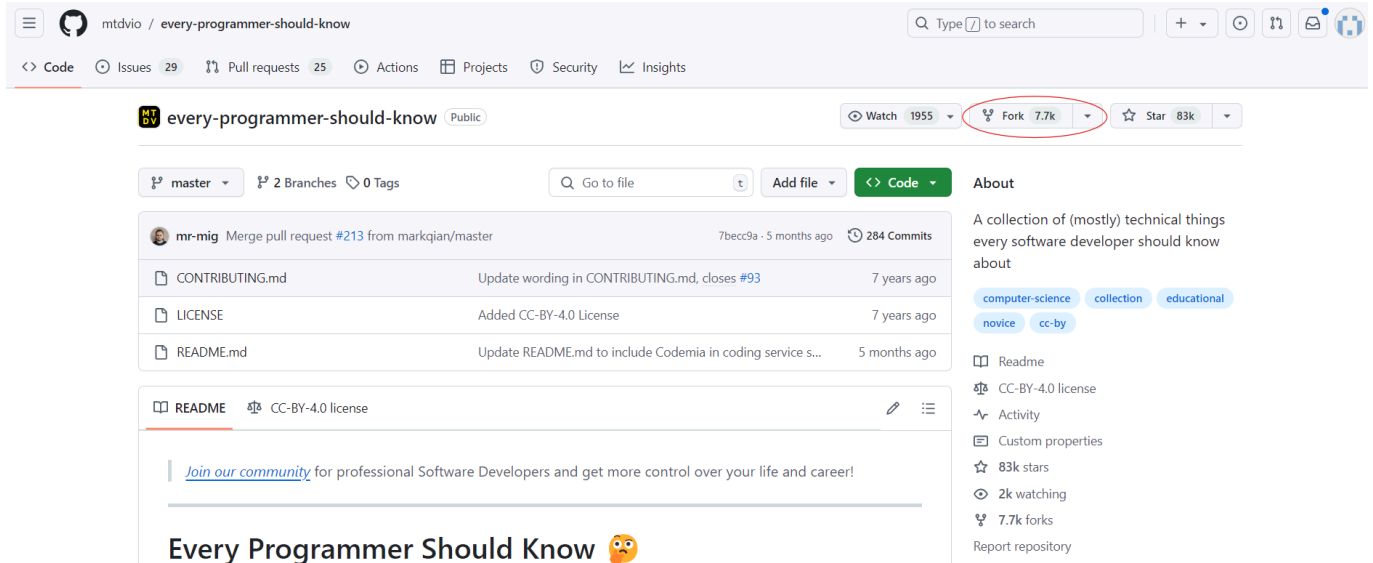 mtdvio / every-programmer-should-know
Type / to search
Code Issues 29 Pull requests 25 Actions Projects Security Insights
MT DV every-programmer-should-know Public
Watch 1955 Fork 7.7k Star 83k
master 2 Branches 0 Tags Go to file t Add file Code
mr-mig Merge pull request #213 from markqian/master 7becc9a · 5 months ago 284 Commits
CONTRIBUTING.md Update wording in CONTRIBUTING.md, closes #93 7 years ago
LICENSE Added CC-BY-4.0 License 7 years ago
README.md Update README.md to include Codemia in coding service s... 5 months ago
README CC-BY-4.0 license
Join our community for professional Software Developers and get more control over your life and career!
Every Programmer Should Know 🤔
About
A collection of (mostly) technical things
every software developer should know
about
computer-science collection educational
novice cc-by
Readme
CC-BY-4.0 license
Activity
Custom properties
83k stars
2k watching
7.7k forks
Report repository